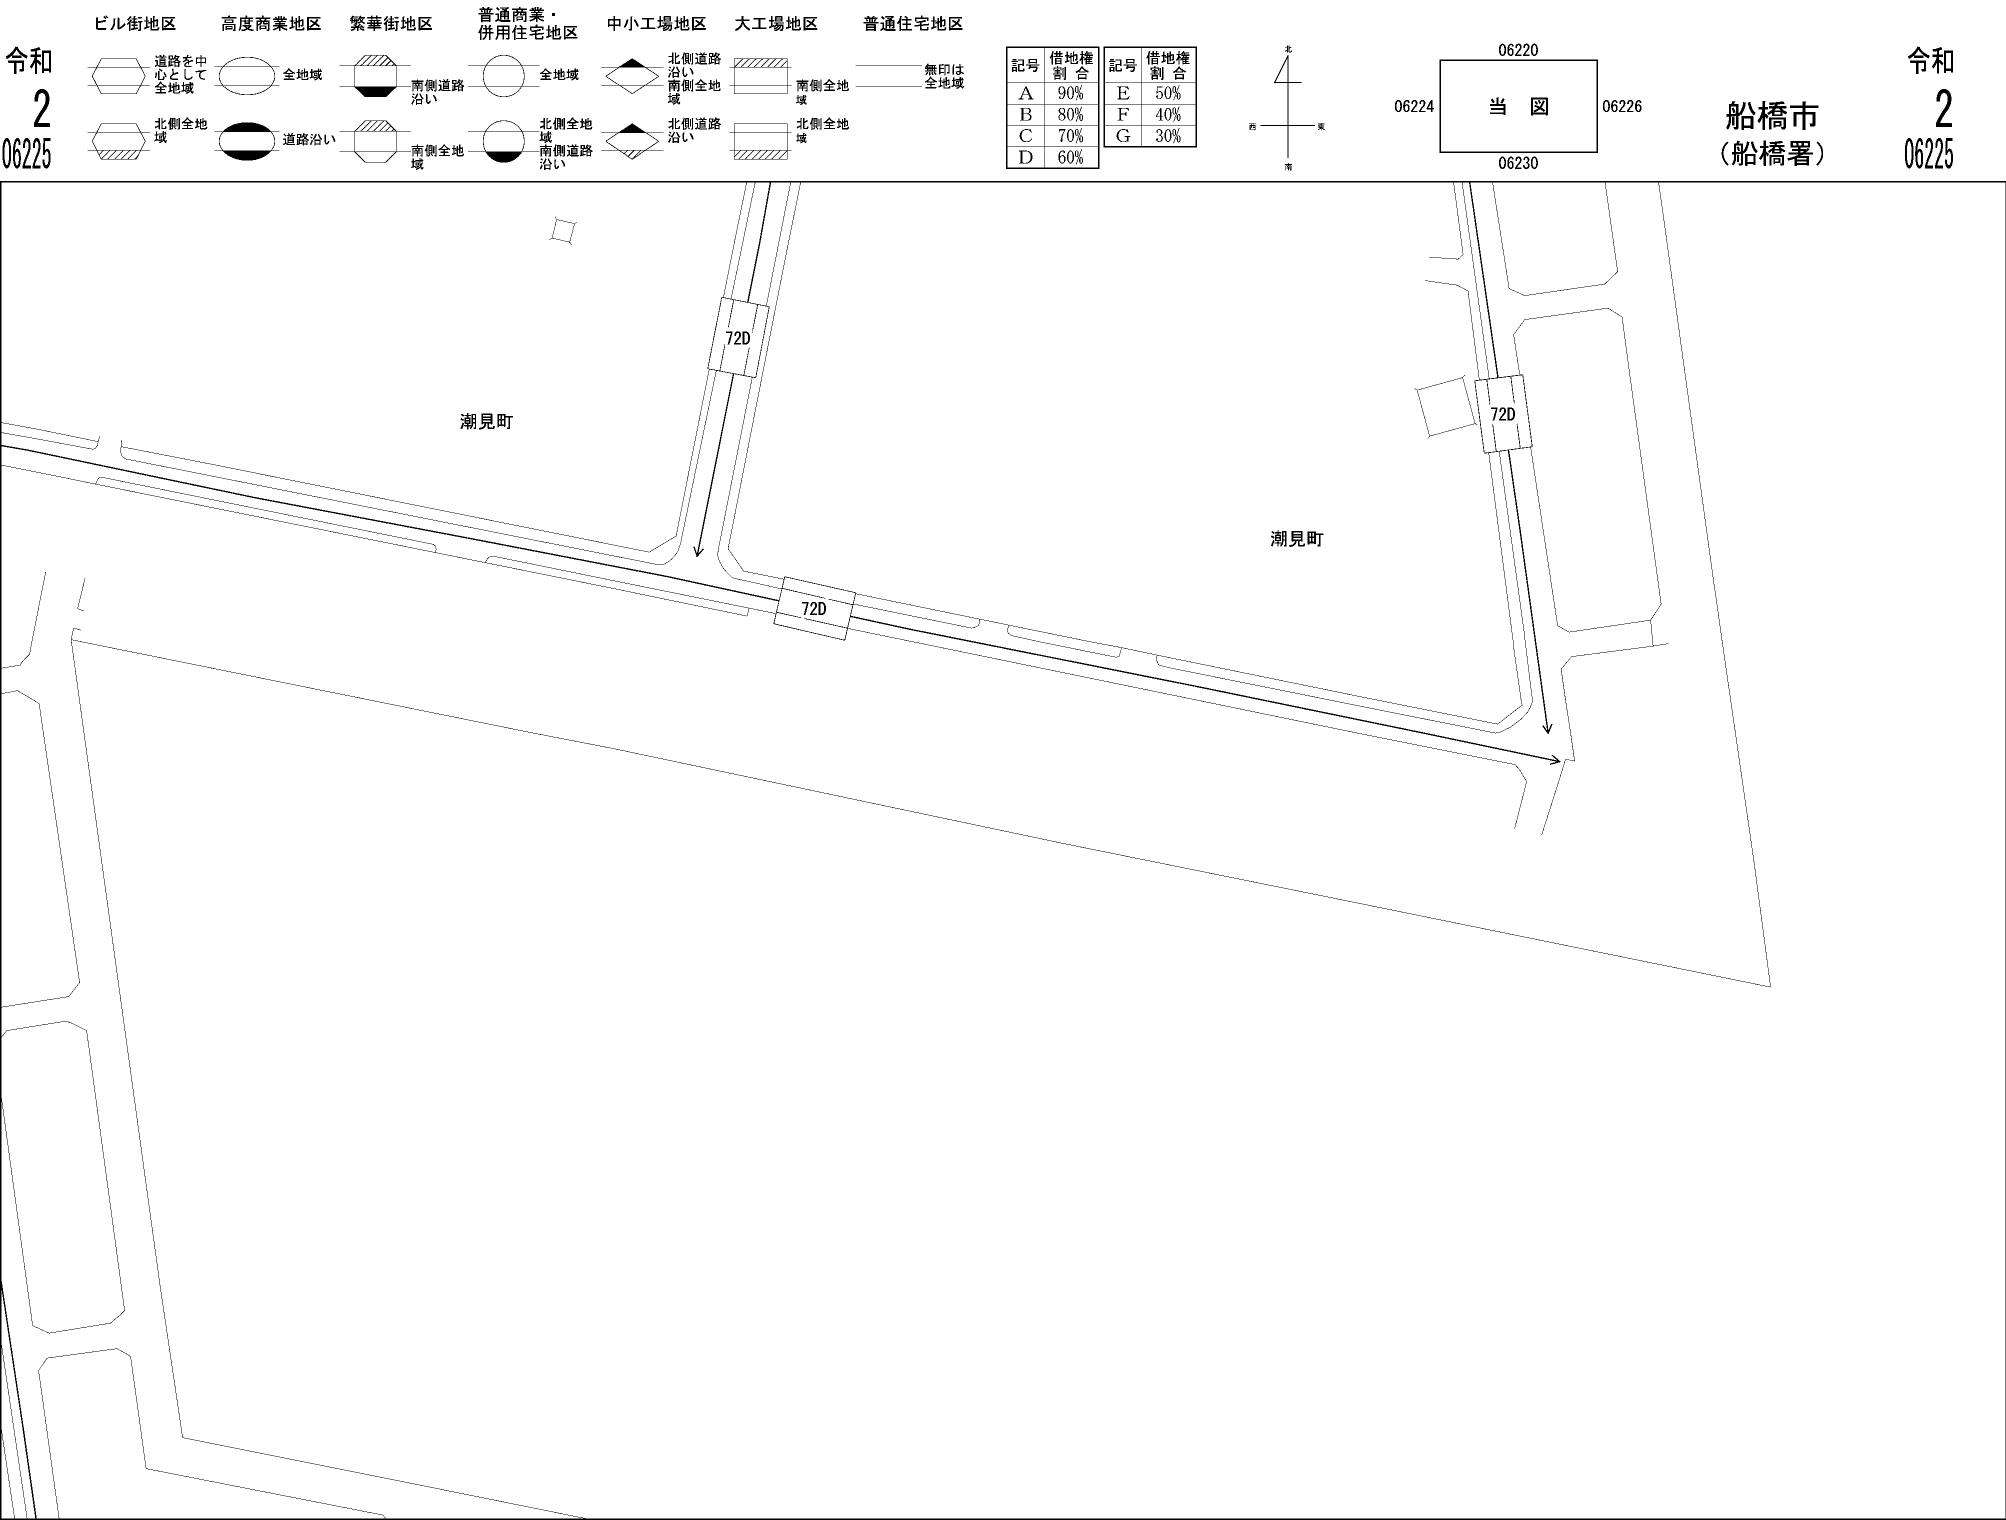 令和
2
06225
ビル街地区
道路を中
心として
全地域
北側全地
域
高度商業地区
全地域
道路沿い
繁華街地区
南側道路
沿い
南側全地
域
普通商業・
併用住宅地区
全地域
北側全地
域
南側道路
沿い
中小工場地区
北側道路
沿い
南側全地
域
北側道路
沿い
大工場地区
南側全地
域
北側全地
域
普通住宅地区
無印は
全地域
記号 借地権割合 記号 借地権割合
A 90% E 50%
B 80% F 40%
C 70% G 30%
D 60%
北
西 東
南
06220
06224 当 図 06226
06230
船橋市
(船橋署)
令和
2
06225
72D
72D
潮見町
潮見町
72D